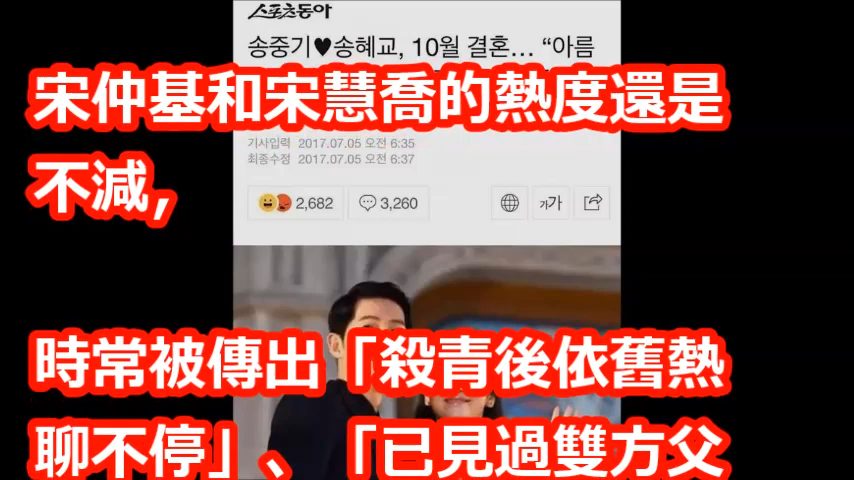 스포츠동아
송중기♥송혜교, 10월 결혼… “아름
宋仲基和宋慧喬的熱度還是
기사입력 2017.07.05 오전 6:35
최종수정 2017.07.05 오전 6:37
不減，
2,682
3,260
가가
時常被傳出「殺青後依舊熱
聊不停」、「已見過雙方父